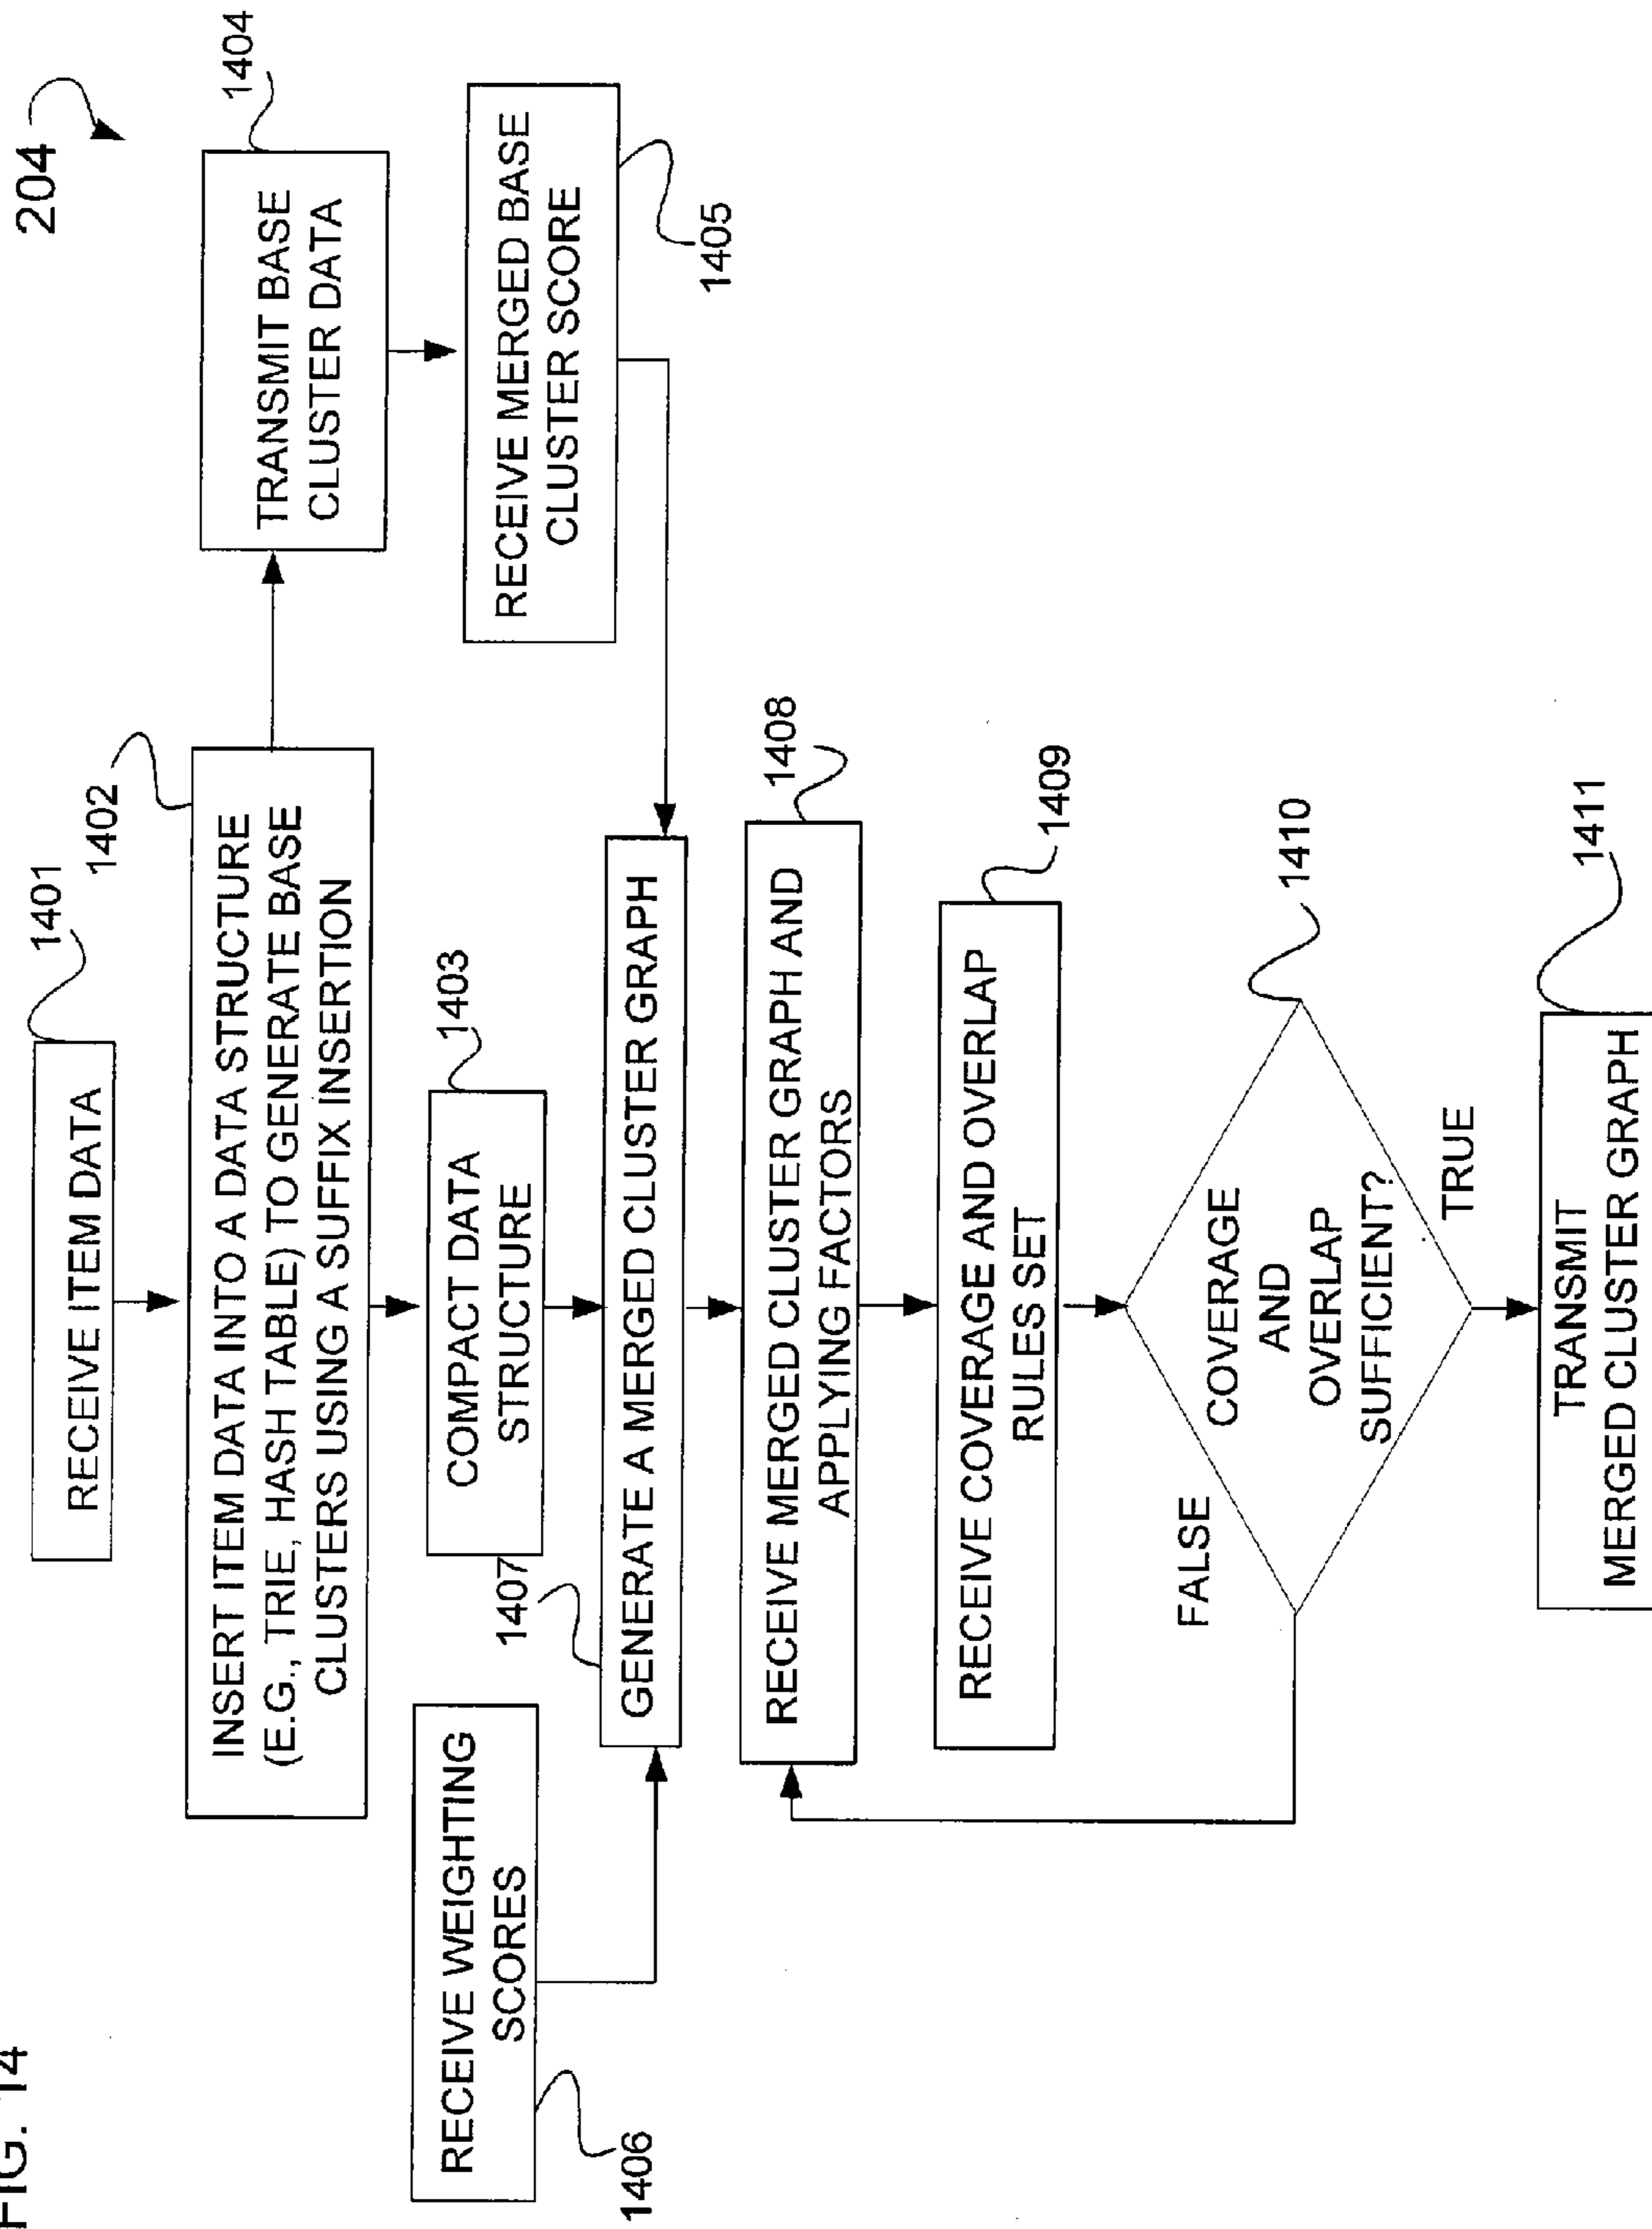 FIG. 14
204
1401
RECEIVE ITEM DATA
1402
INSERT ITEM DATA INTO A DATA STRUCTURE
(E.G., TRIE, HASH TABLE) TO GENERATE BASE
CLUSTERS USING A SUFFIX INSERTION
1404
TRANSMIT BASE
CLUSTER DATA
1403
COMPACT DATA
STRUCTURE
RECEIVE MERGED BASE
CLUSTER SCORE
1405
RECEIVE WEIGHTING
SCORES
1406
1407
GENERATE A MERGED CLUSTER GRAPH
1408
RECEIVE MERGED CLUSTER GRAPH AND
APPLYING FACTORS
1409
RECEIVE COVERAGE AND OVERLAP
RULES SET
1410
COVERAGE
AND
OVERLAP
SUFFICIENT?
FALSE
TRUE
1411
TRANSMIT
MERGED CLUSTER GRAPH